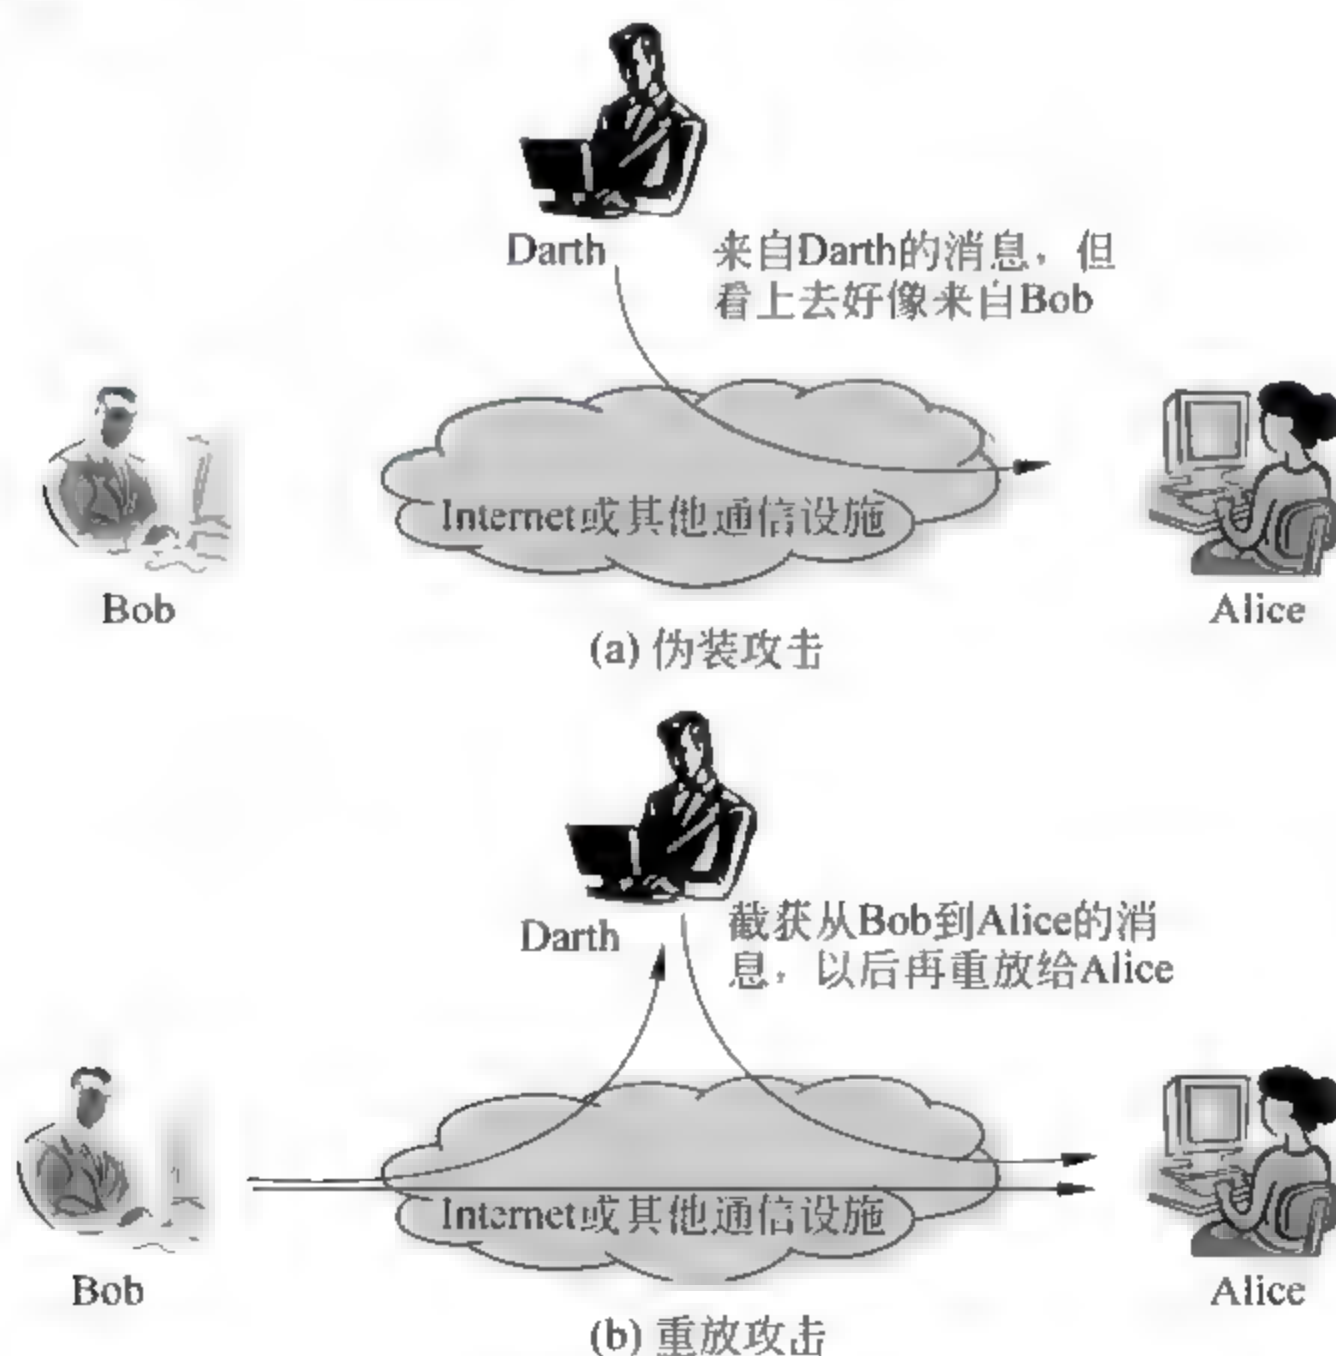 Darth
来自Darth的消息，但
看上去好像来自Bob
Internet或其他通信设施
Bob
Alice
(a) 伪装攻击
Darth
截获从Bob到Alice的消
息，以后再重放给Alice
Internet或其他通信设施
Bob
Alice
(b) 重放攻击